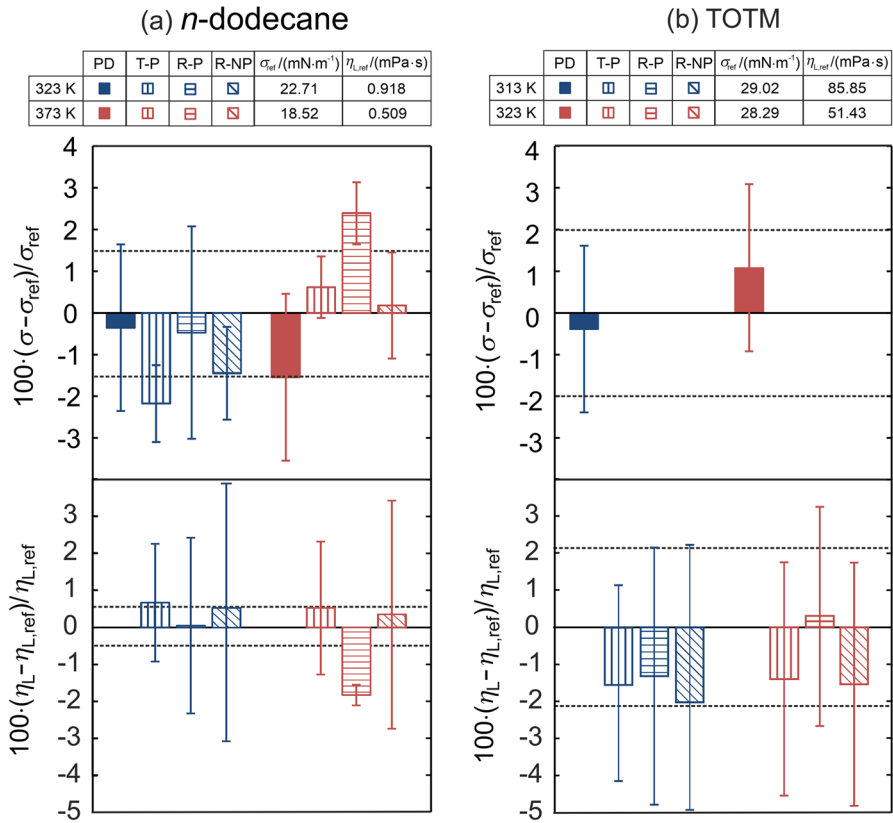 (a) n-dodecane
PD T-P R-P R-NP σref/(mN·m⁻¹) ηL,ref/(mPa·s)
323 K 22.71 0.918
373 K 18.52 0.509
4
3
2
1
0
-1
-2
-3
100·(σ−σref)/σref
3
2
1
0
-1
-2
-3
-4
-5
100·(ηL−ηL,ref)/ηL,ref
(b) TOTM
PD T-P R-P R-NP σref/(mN·m⁻¹) ηL,ref/(mPa·s)
313 K 29.02 85.85
323 K 28.29 51.43
4
3
2
1
0
-1
-2
-3
100·(σ−σref)/σref
3
2
1
0
-1
-2
-3
-4
-5
100·(ηL−ηL,ref)/ηL,ref